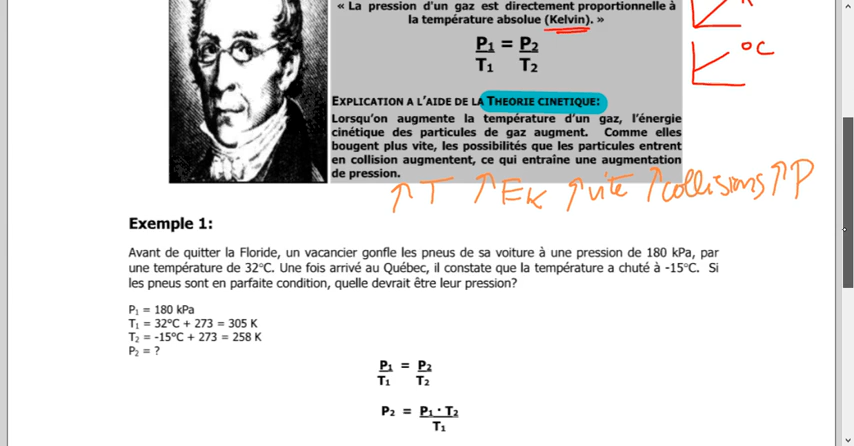 « La pression d'un gaz est directement proportionnelle à
la température absolue (Kelvin). »
P₁ = P₂
T₁ T₂
°C
EXPLICATION A L'AIDE DE LA THEORIE CINETIQUE:
Lorsqu'on augmente la température d'un gaz, l'énergie
cinétique des particules de gaz augment. Comme elles
bougent plus vite, les possibilités que les particules entrent
en collision augmentent, ce qui entraîne une augmentation
de pression.
↑ T ↑ EK ↑ vite ↑ collisions ↑ P
Exemple 1:
Avant de quitter la Floride, un vacancier gonfle les pneus de sa voiture à une pression de 180 kPa, par
une température de 32°C. Une fois arrivé au Québec, il constate que la température a chuté à -15°C. Si
les pneus sont en parfaite condition, quelle devrait être leur pression?
P₁ = 180 kPa
T₁ = 32°C + 273 = 305 K
T₂ = -15°C + 273 = 258 K
P₂ = ?
P₁ = P₂
T₁ T₂
P₂ = P₁ · T₂
T₁